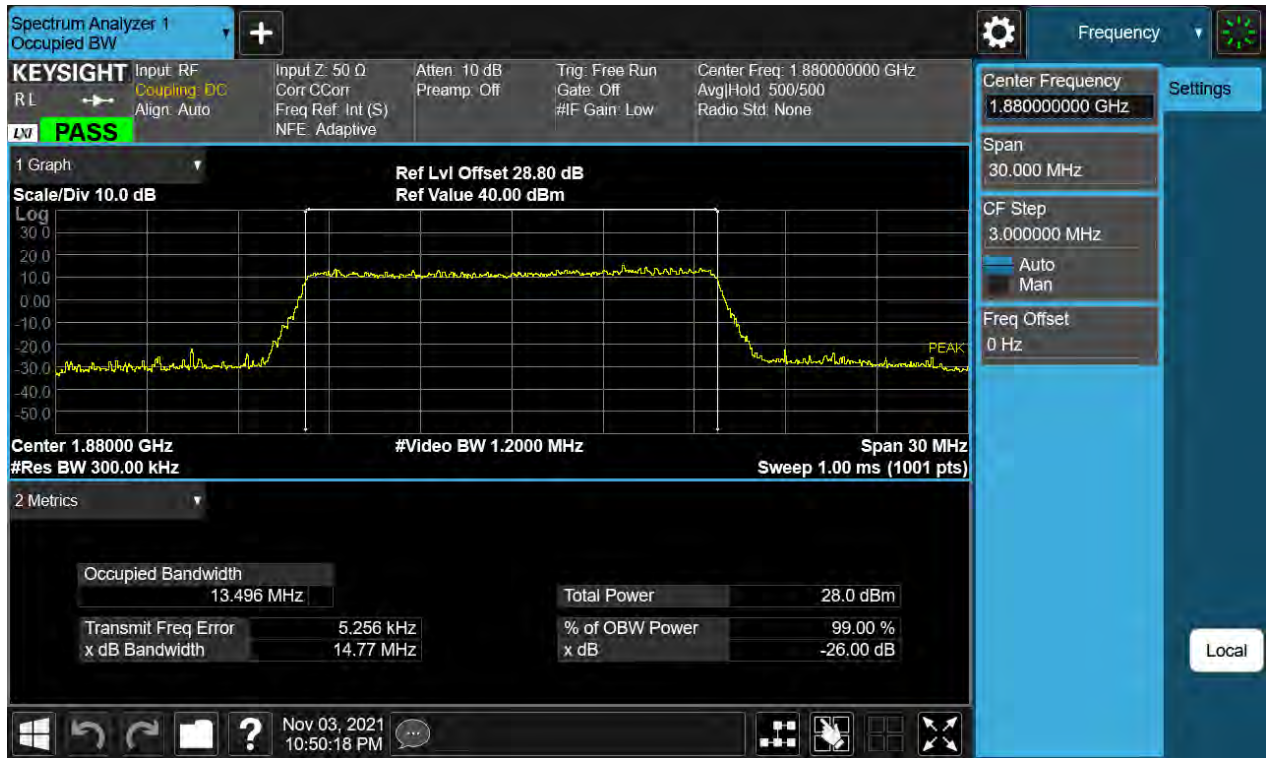 Spectrum Analyzer 1
Occupied BW
+
Frequency
KEYSIGHT
RL
LXI PASS
Input: RF
Coupling: DC
Align: Auto
Input Z: 50 Ω
Corr CCorr
Freq Ref: Int (S)
NFE: Adaptive
Atten: 10 dB
Preamp: Off
Trig: Free Run
Gate: Off
#IF Gain: Low
Center Freq: 1.880000000 GHz
Avg|Hold: 500/500
Radio Std: None
1 Graph
Scale/Div 10.0 dB
Ref Lvl Offset 28.80 dB
Ref Value 40.00 dBm
Log
30.0
20.0
10.0
0.00
-10.0
-20.0
-30.0
-40.0
-50.0
PEAK
Center 1.88000 GHz
#Video BW 1.2000 MHz
Span 30 MHz
#Res BW 300.00 kHz
Sweep 1.00 ms (1001 pts)
2 Metrics
Occupied Bandwidth
13.496 MHz
Total Power 28.0 dBm
Transmit Freq Error 5.256 kHz
% of OBW Power 99.00 %
x dB Bandwidth 14.77 MHz
x dB -26.00 dB
Center Frequency
1.880000000 GHz
Settings
Span
30.000 MHz
CF Step
3.000000 MHz
Auto
Man
Freq Offset
0 Hz
Local
?
Nov 03, 2021
10:50:18 PM